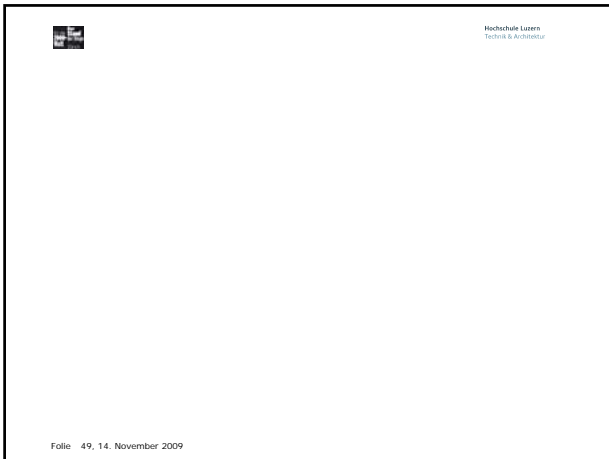 Hochschule Luzern
Technik & Architektur
Folie 49, 14. November 2009